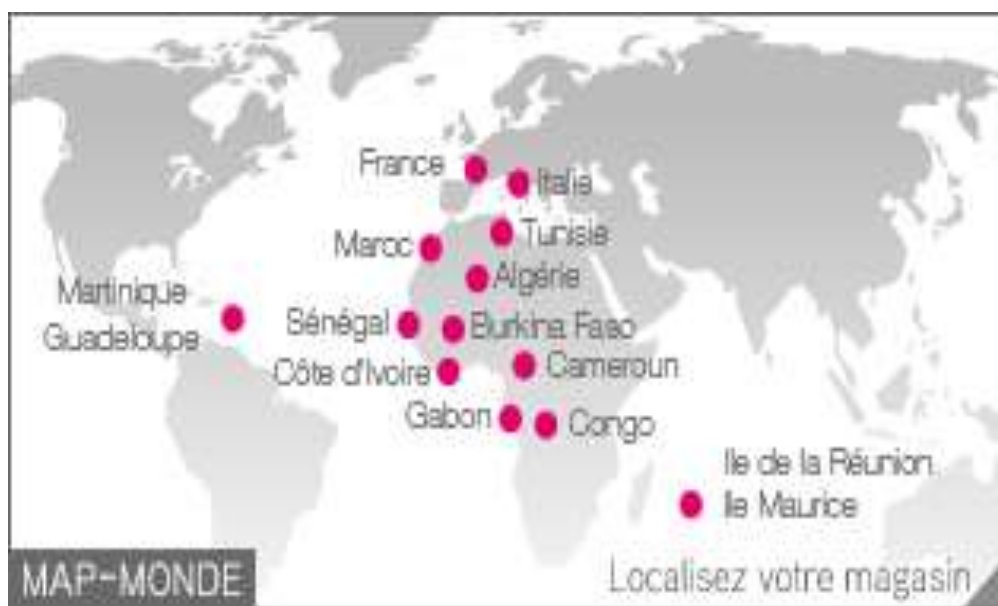 France
Italie
Maroc
Tunisie
Algérie
Martinique
Guadeloupe
Sénégal
Burkina Faso
Côte d'Ivoire
Cameroun
Gabon
Congo
Ile de la Réunion
Ile Maurice
MAP-MONDE
Localisez votre magasin